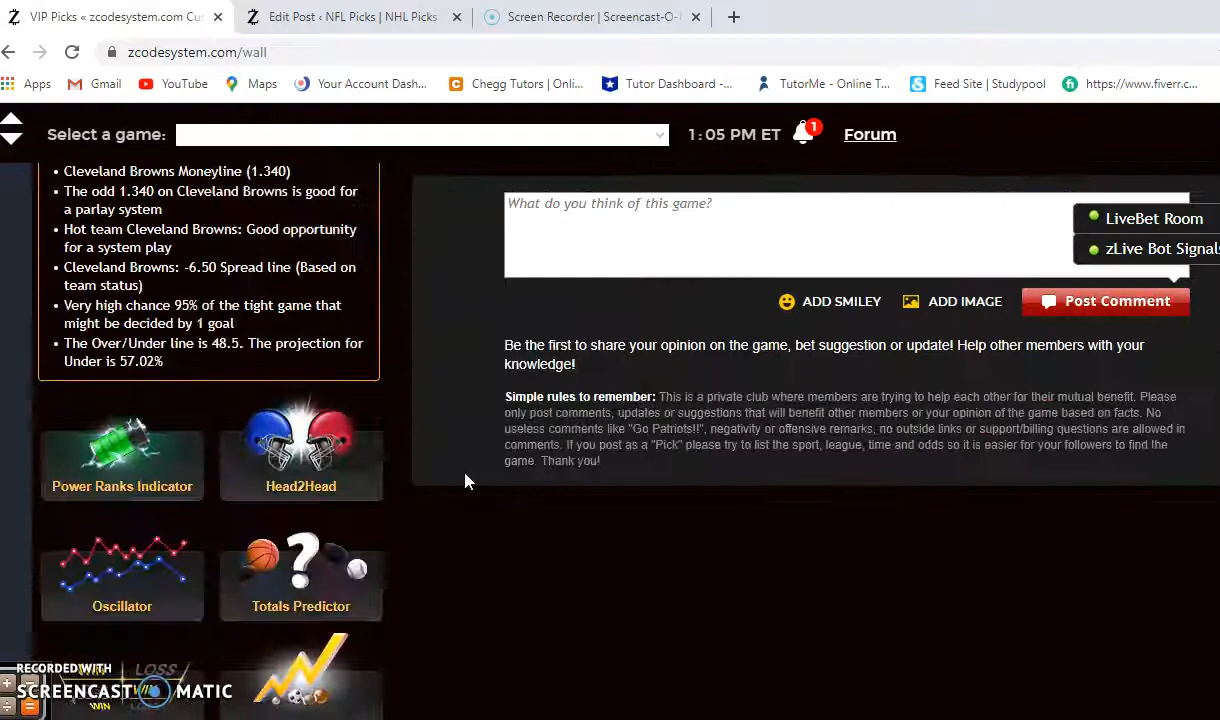 VIP Picks « zcodesystem.com Cus
Edit Post ‹ NFL Picks | NHL Picks
Screen Recorder | Screencast-O-
zcodesystem.com/wall
Apps
Gmail
YouTube
Maps
Your Account Dash...
Chegg Tutors | Onli...
Tutor Dashboard -...
TutorMe - Online T...
Feed Site | Studypool
https://www.fiverr.c...
Select a game:
1:05 PM ET
1
Forum
• Cleveland Browns Moneyline (1.340)
• The odd 1.340 on Cleveland Browns is good for
a parlay system
• Hot team Cleveland Browns: Good opportunity
for a system play
• Cleveland Browns: -6.50 Spread line (Based on
team status)
• Very high chance 95% of the tight game that
might be decided by 1 goal
• The Over/Under line is 48.5. The projection for
Under is 57.02%
Power Ranks Indicator
Head2Head
Oscillator
Totals Predictor
LOSS
WIN
WIN
RECORDED WITH
SCREENCAST MATIC
What do you think of this game?
LiveBet Room
zLive Bot Signals
ADD SMILEY
ADD IMAGE
Post Comment
Be the first to share your opinion on the game, bet suggestion or update! Help other members with your
knowledge!
Simple rules to remember: This is a private club where members are trying to help each other for their mutual benefit. Please
only post comments, updates or suggestions that will benefit other members or your opinion of the game based on facts. No
useless comments like "Go Patriots!!", negativity or offensive remarks, no outside links or support/billing questions are allowed in
comments. If you post as a "Pick" please try to list the sport, league, time and odds so it is easier for your followers to find the
game. Thank you!